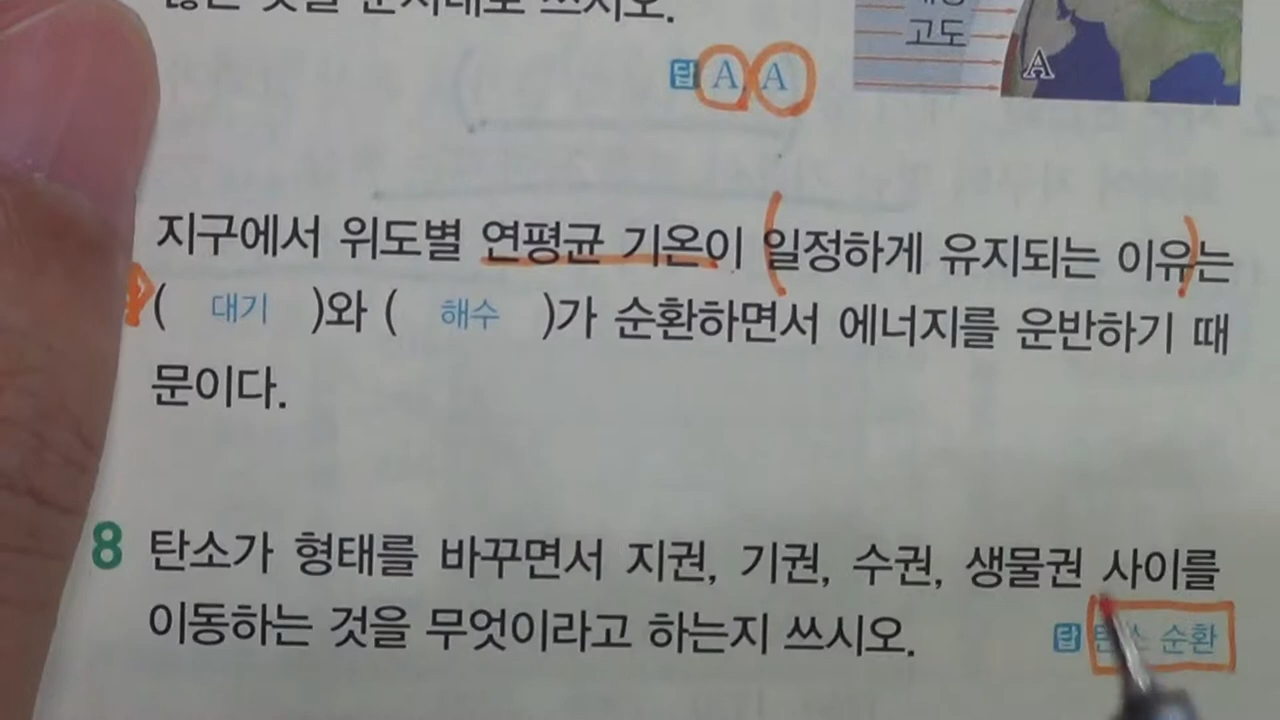 쓰시오.
고도
A
답 A A
지구에서 위도별 연평균 기온이 일정하게 유지되는 이유는
( 대기 )와 ( 해수 )가 순환하면서 에너지를 운반하기 때
문이다.
8 탄소가 형태를 바꾸면서 지권, 기권, 수권, 생물권 사이를
이동하는 것을 무엇이라고 하는지 쓰시오.
답 탄소 순환